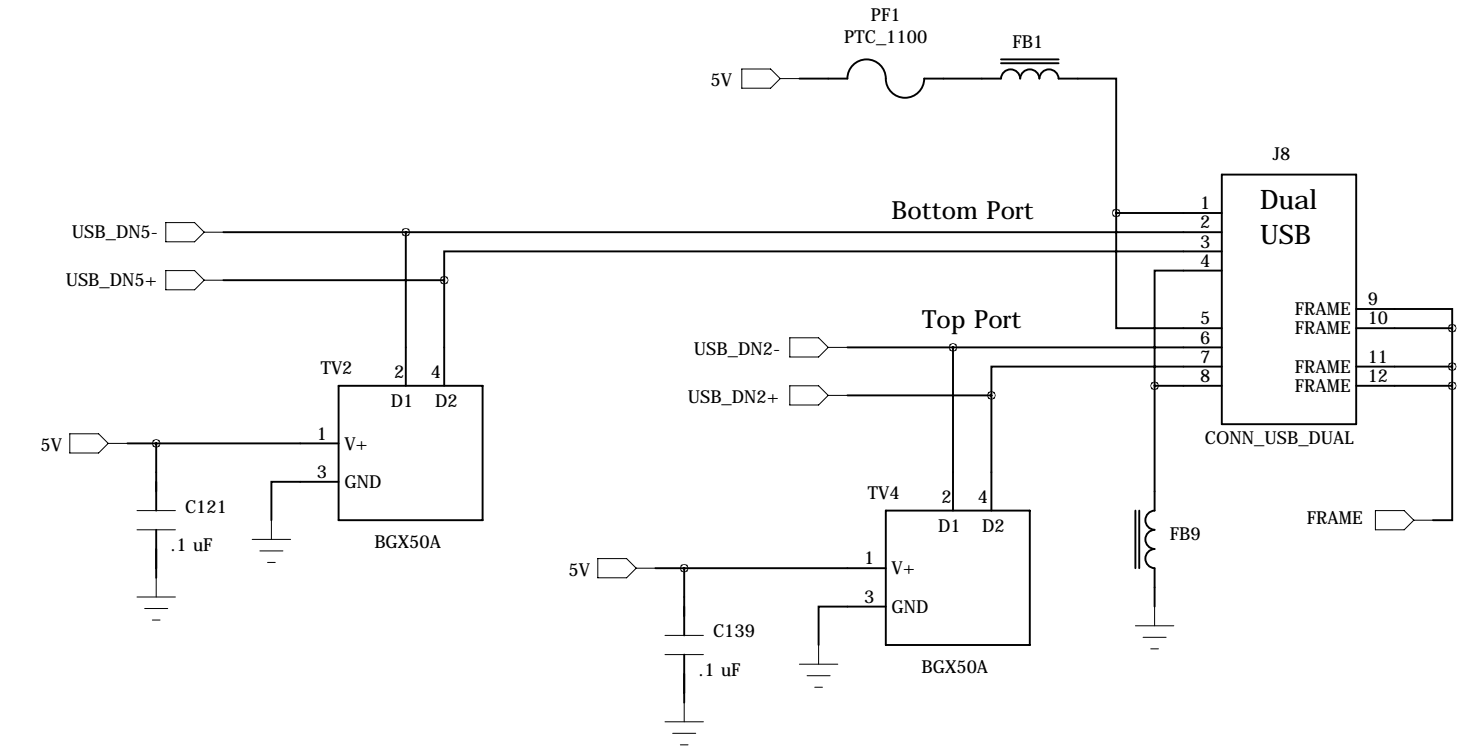 PF1
PTC_1100
FB1
5V
J8
Dual
USB
Bottom Port
1
2
3
4
USB_DN5-
USB_DN5+
Top Port
5
6
7
8
FRAME 9
FRAME 10
FRAME 11
FRAME 12
CONN_USB_DUAL
USB_DN2-
USB_DN2+
TV2
2 4
D1 D2
5V
1 V+
3 GND
C121
.1 uF
BGX50A
TV4
2 4
D1 D2
5V
1 V+
3 GND
C139
.1 uF
BGX50A
FB9
FRAME